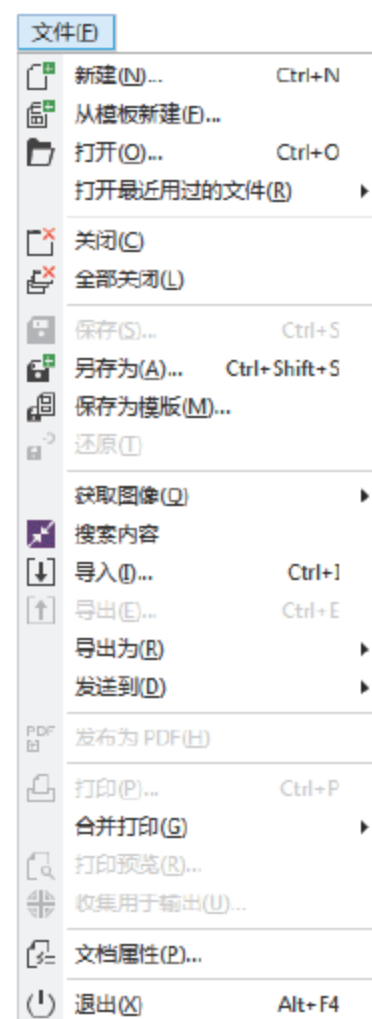 文件(F)
新建(N)... Ctrl+N
从模板新建(F)...
打开(O)... Ctrl+O
打开最近用过的文件(R)
关闭(C)
全部关闭(L)
保存(S)... Ctrl+S
另存为(A)... Ctrl+Shift+S
保存为模版(M)...
还原(T)
获取图像(Q)
搜索内容
导入(I)... Ctrl+I
导出(E)... Ctrl+E
导出为(R)
发送到(D)
PDF 发布为 PDF(H)
打印(P)... Ctrl+P
合并打印(G)
打印预览(R)...
收集用于输出(U)...
文档属性(P)...
退出(X) Alt+F4